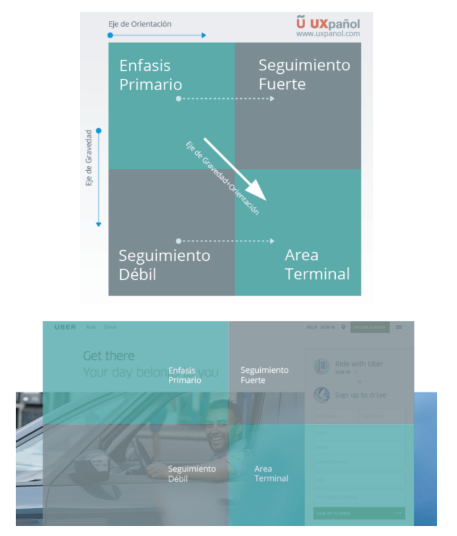 Eje de Orientación
Ũ UXpañol
www.uxpanol.com
Enfasis
Primario
Seguimiento
Fuerte
Eje de Gravedad
Eje de Gravedad+Orientación
Seguimiento
Débil
Area
Terminal
UBER
Get there
Your day belongs to you
Enfasis
Primario
Seguimiento
Fuerte
Ride with Uber
Sign up to drive
Seguimiento
Débil
Area
Terminal